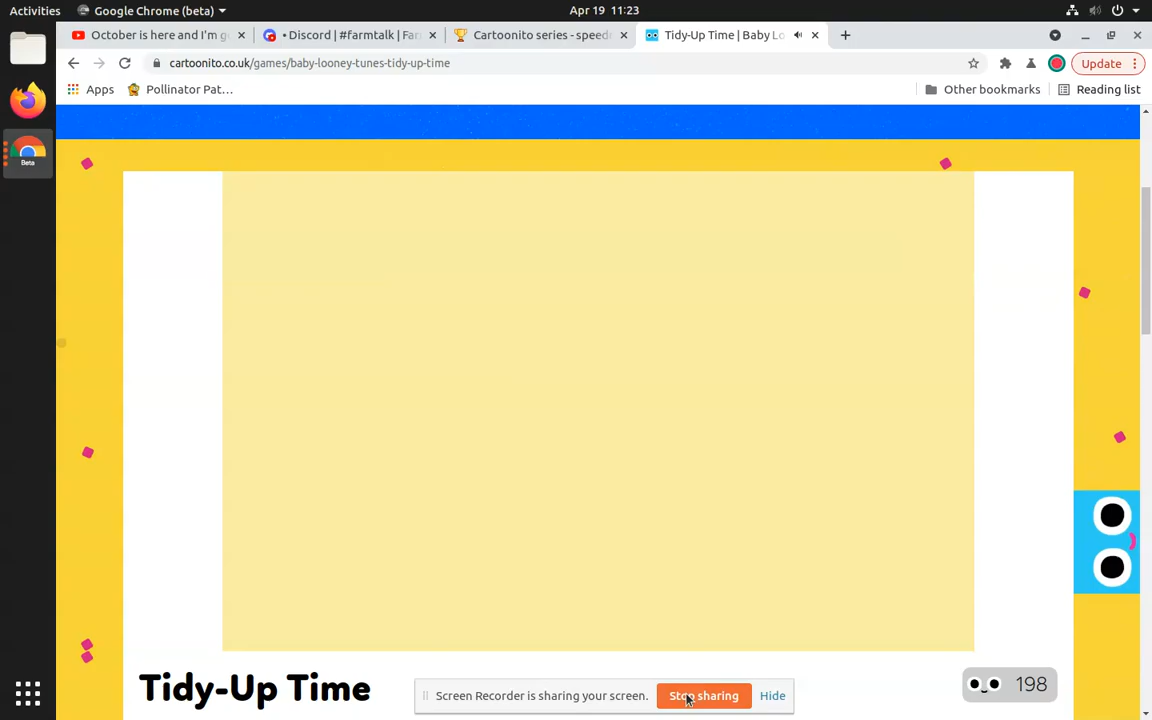 Activities
Google Chrome (beta)
Apr 19 11:23
October is here and I'm g
• Discord | #farmtalk | Far
Cartoonito series - speed
Tidy-Up Time | Baby Lo
cartoonito.co.uk/games/baby-looney-tunes-tidy-up-time
Update
Apps
Pollinator Pat…
Other bookmarks
Reading list
Beta
Tidy-Up Time
Screen Recorder is sharing your screen.
Stop sharing
Hide
198